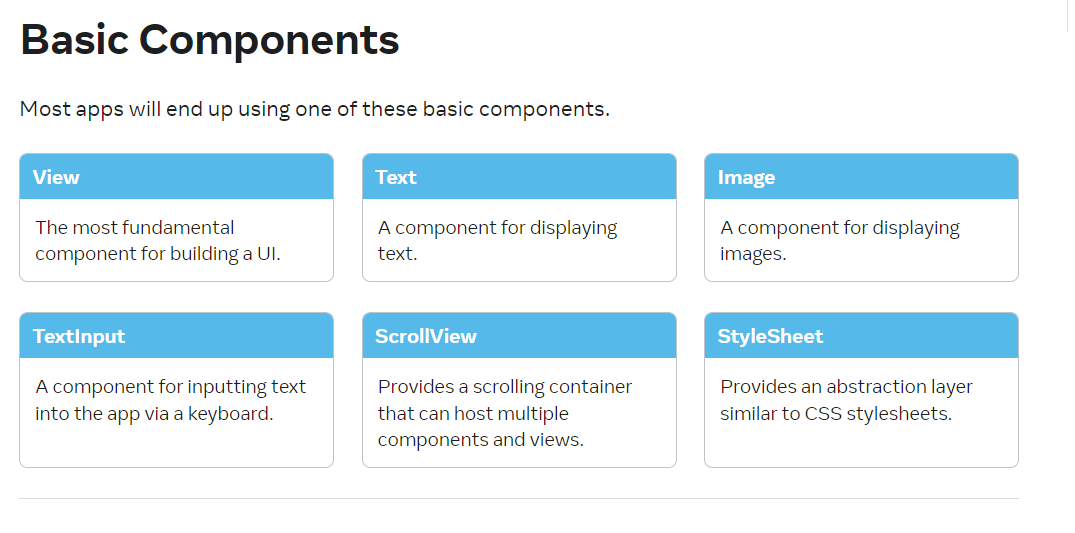 Basic Components
Most apps will end up using one of these basic components.
View
The most fundamental
component for building a UI.
Text
A component for displaying
text.
Image
A component for displaying
images.
TextInput
A component for inputting text
into the app via a keyboard.
ScrollView
Provides a scrolling container
that can host multiple
components and views.
StyleSheet
Provides an abstraction layer
similar to CSS stylesheets.